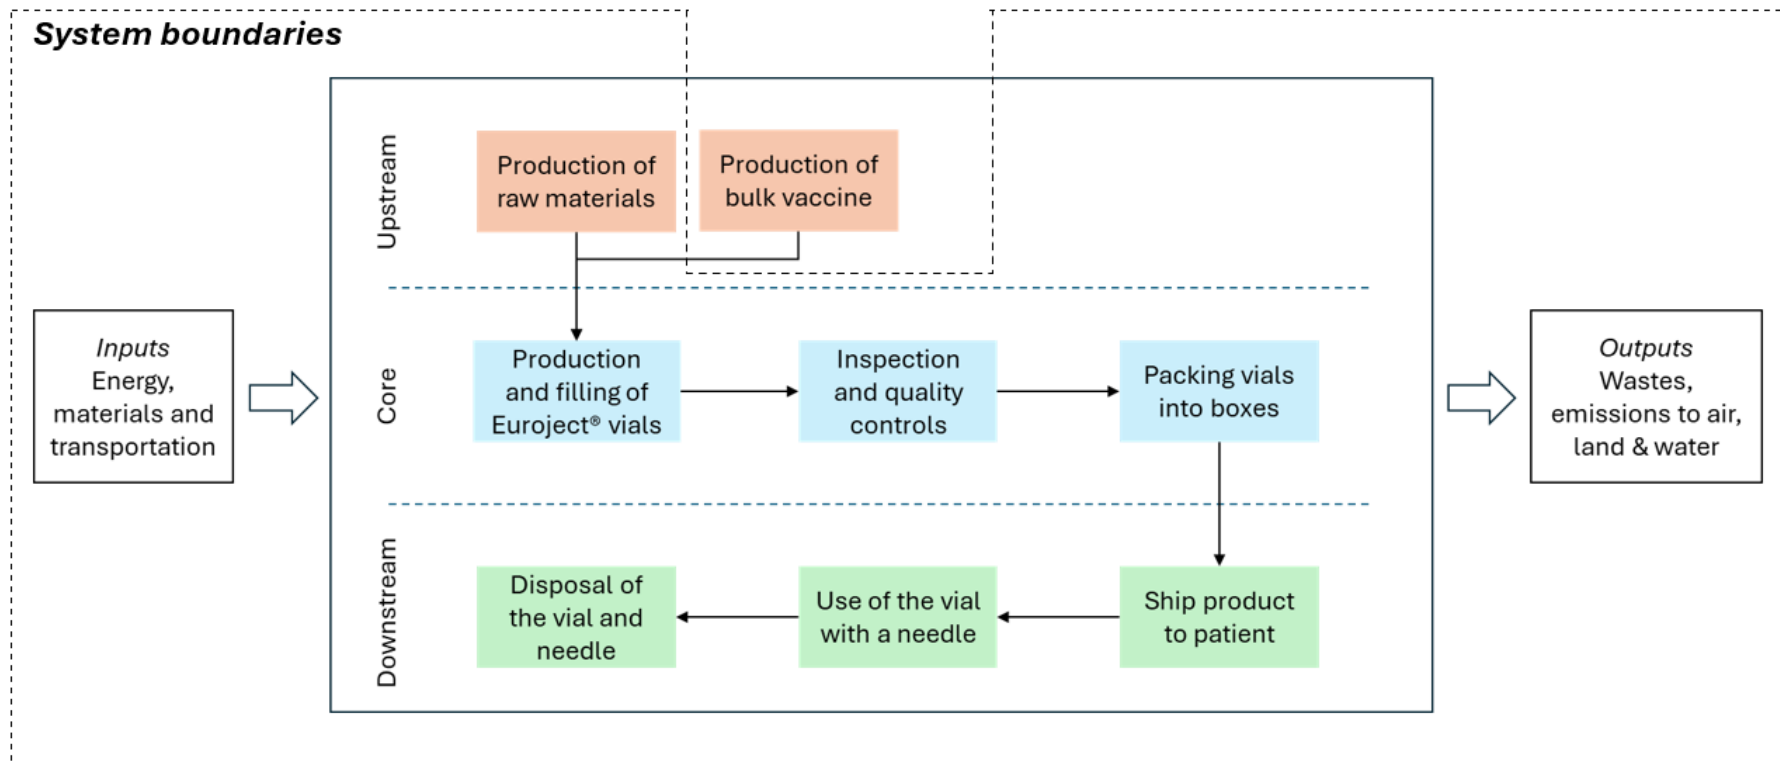 System boundaries
Upstream
Production of
raw materials
Production of
bulk vaccine
Inputs
Energy,
materials and
transportation
Core
Production
and filling of
Euroject® vials
Inspection
and quality
controls
Packing vials
into boxes
Outputs
Wastes,
emissions to air,
land & water
Downstream
Disposal of
the vial and
needle
Use of the vial
with a needle
Ship product
to patient